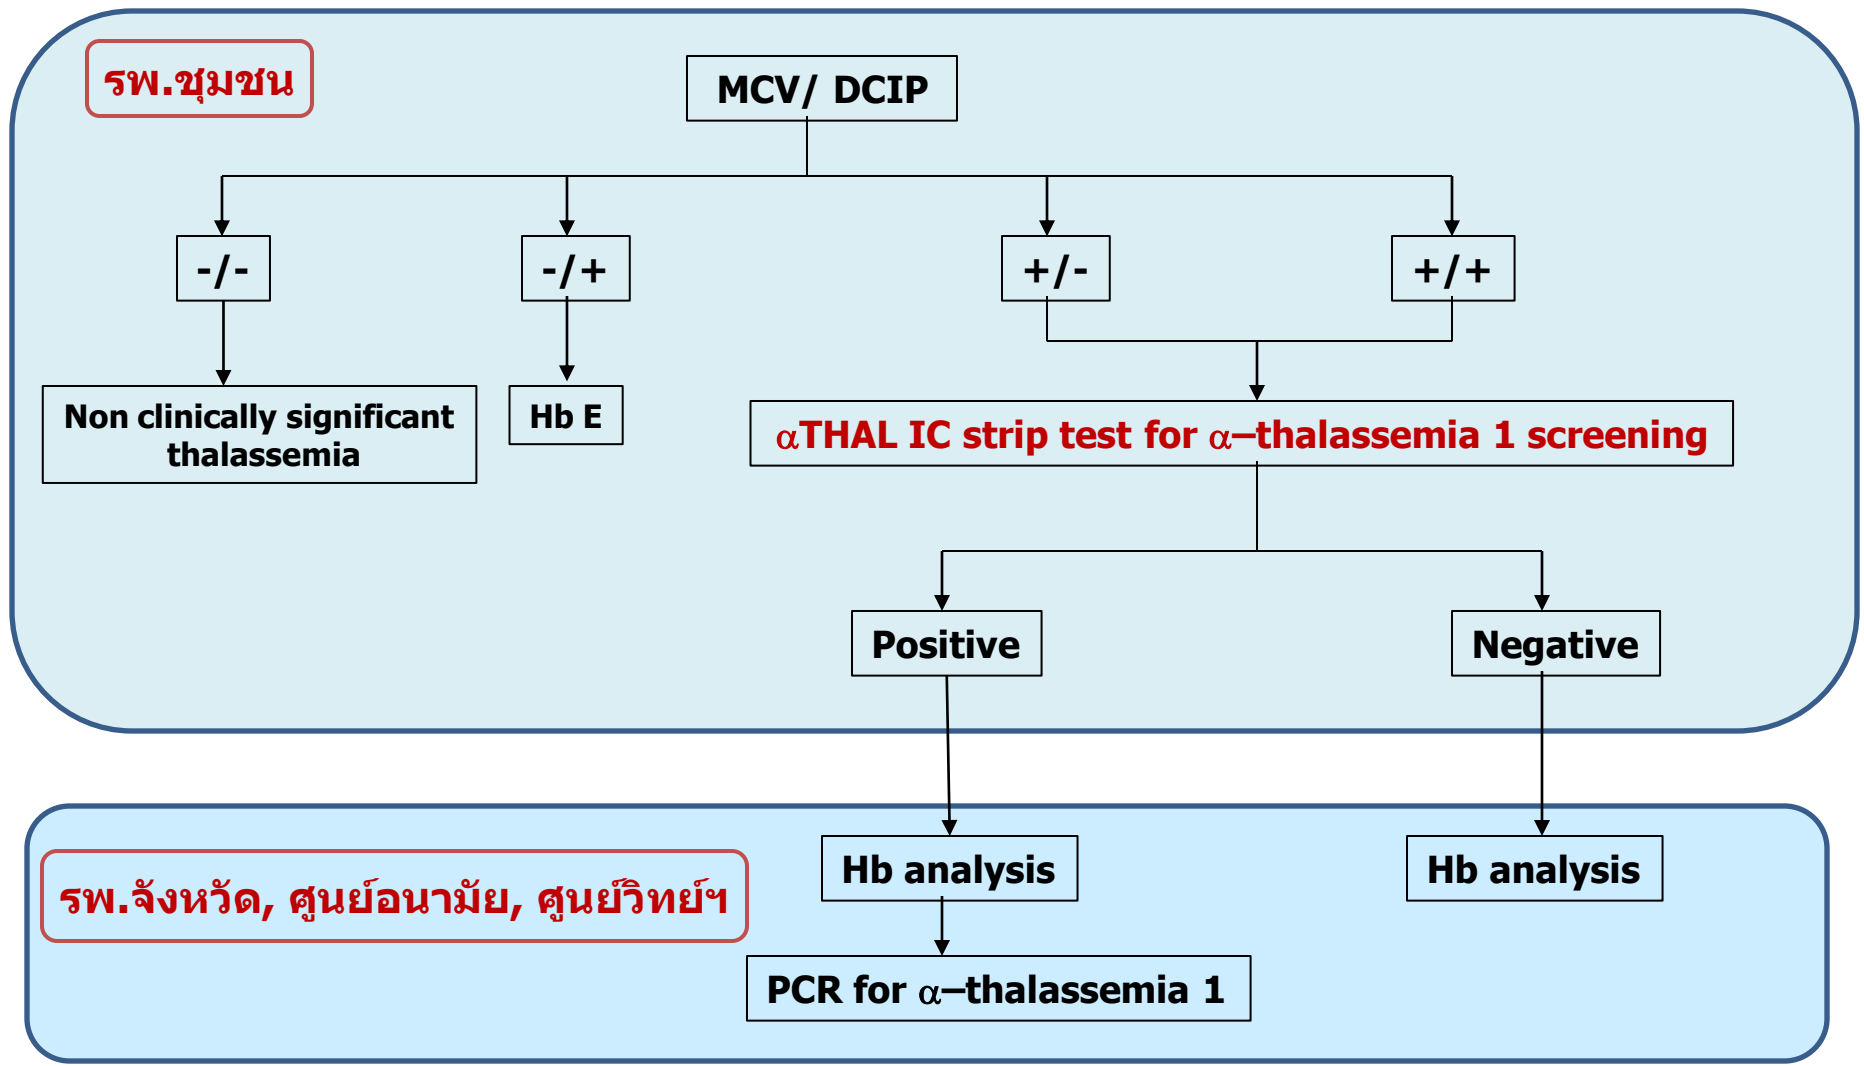 รพ.ชุมชน
MCV/ DCIP
-/-
-/+
+/-
+/+
Non clinically significant
thalassemia
Hb E
αTHAL IC strip test for α–thalassemia 1 screening
Positive
Negative
รพ.จังหวัด, ศูนย์อนามัย, ศูนย์วิทย์ฯ
Hb analysis
Hb analysis
PCR for α–thalassemia 1